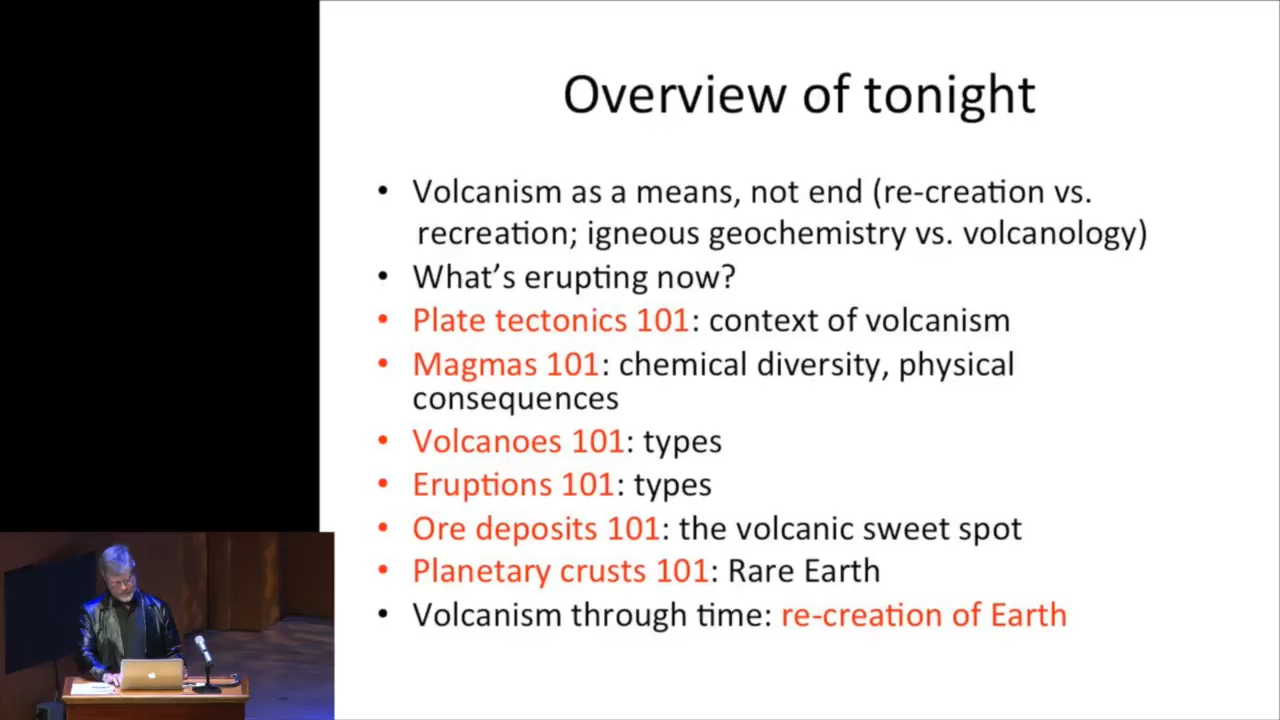 Overview of tonight
• Volcanism as a means, not end (re-creation vs.
recreation; igneous geochemistry vs. volcanology)
• What’s erupting now?
• Plate tectonics 101: context of volcanism
• Magmas 101: chemical diversity, physical
consequences
• Volcanoes 101: types
• Eruptions 101: types
• Ore deposits 101: the volcanic sweet spot
• Planetary crusts 101: Rare Earth
• Volcanism through time: re-creation of Earth